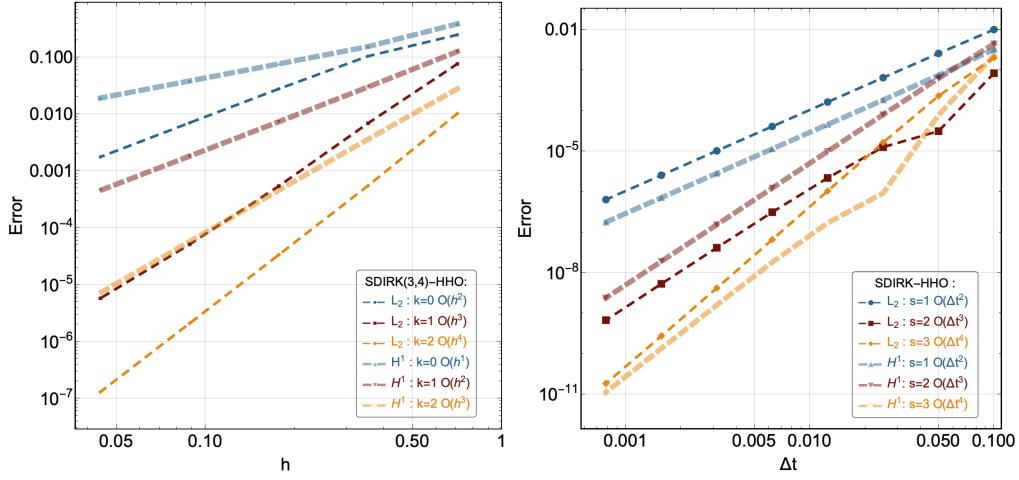 0.100
0.010
0.001
10⁻⁴
10⁻⁵
10⁻⁶
10⁻⁷
Error
0.05
0.10
0.50
1
h
SDIRK(3,4)-HHO:
L₂ : k=0 O(h²)
L₂ : k=1 O(h³)
L₂ : k=2 O(h⁴)
H¹ : k=0 O(h¹)
H¹ : k=1 O(h²)
H¹ : k=2 O(h³)
0.01
10⁻⁵
10⁻⁸
10⁻¹¹
Error
0.001
0.005
0.010
0.050
0.100
Δt
SDIRK-HHO :
L₂ : s=1 O(Δt²)
L₂ : s=2 O(Δt³)
L₂ : s=3 O(Δt⁴)
H¹: s=1 O(Δt²)
H¹: s=2 O(Δt³)
H¹: s=3 O(Δt⁴)